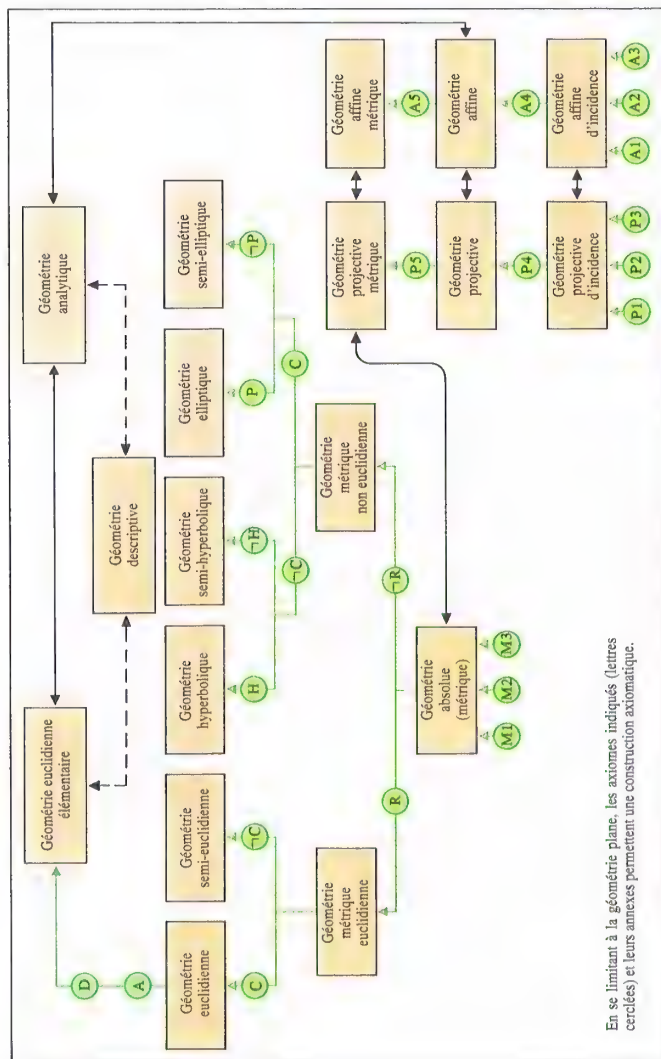 Géométrie euclidienne
élémentaire
Géométrie
analytique
Géométrie
descriptive
D
A
Géométrie
euclidienne
Géométrie
semi-euclidienne
Géométrie
hyperbolique
Géométrie
semi-hyperbolique
Géométrie
elliptique
Géométrie
semi-elliptique
C
¬C
H
¬H
P
¬P
¬C
C
Géométrie
métrique
euclidienne
Géométrie
métrique
non euclidienne
R
¬R
Géométrie
absolue
(métrique)
M1
M2
M3
Géométrie
projective
métrique
Géométrie
affine
métrique
P5
A5
Géométrie
projective
Géométrie
affine
P4
A4
Géométrie
projective
d'incidence
Géométrie
affine
d'incidence
P1
P2
P3
A1
A2
A3
En se limitant à la géométrie plane, les axiomes indiqués (lettres
cerclées) et leurs annexes permettent une construction axiomatique.